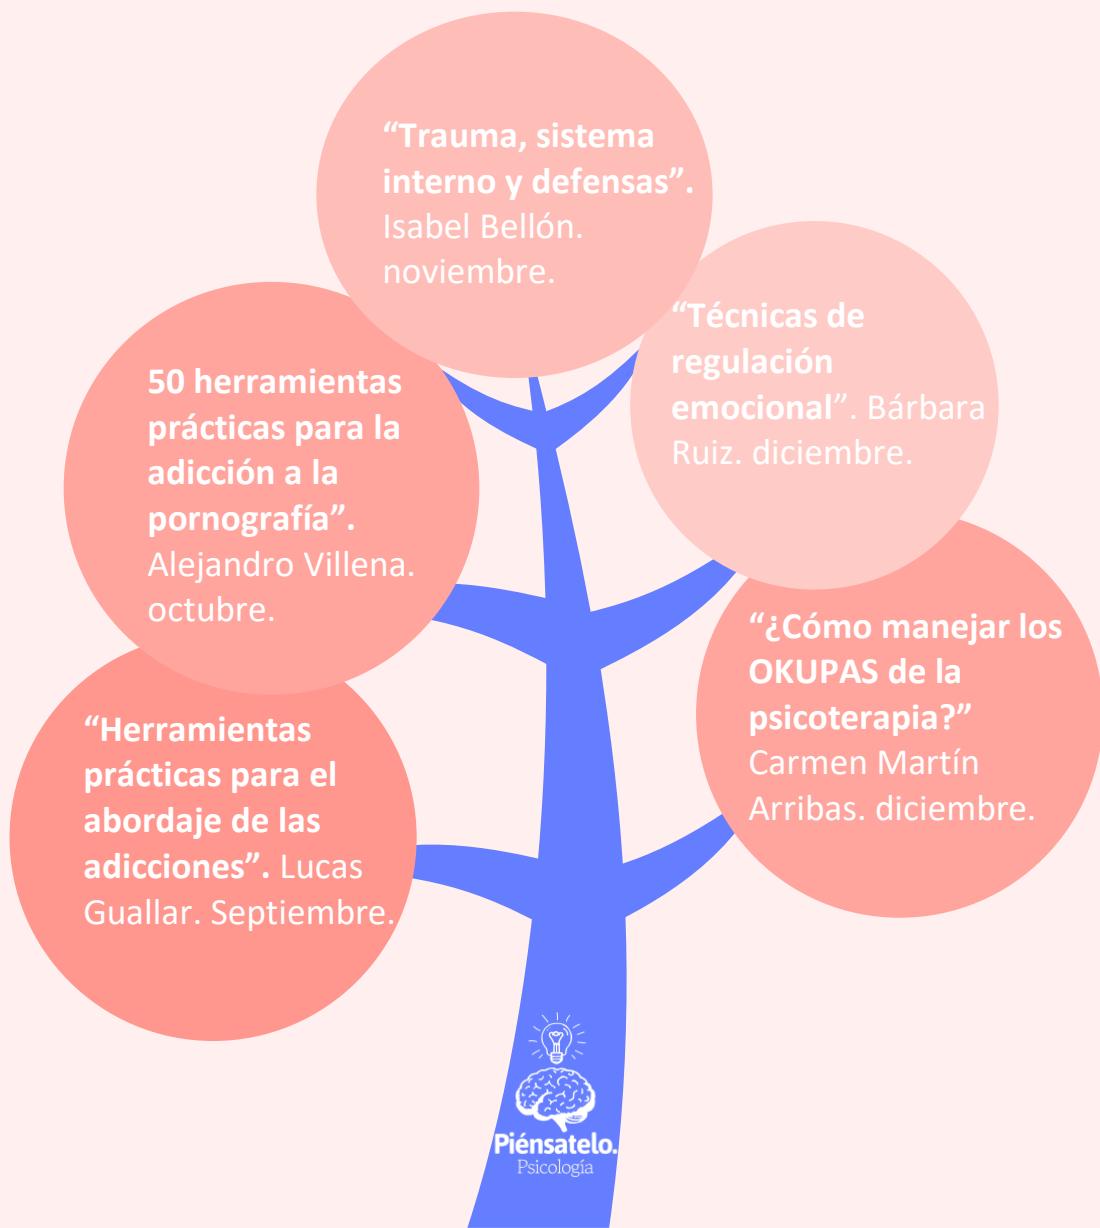 “Trauma, sistema
interno y defensas”.
Isabel Bellón.
noviembre.
“Técnicas de
regulación
emocional”. Bárbara
Ruiz. diciembre.
50 herramientas
prácticas para la
adicción a la
pornografía”.
Alejandro Villena.
octubre.
“¿Cómo manejar los
OKUPAS de la
psicoterapia?”
Carmen Martín
Arribas. diciembre.
“Herramientas
prácticas para el
abordaje de las
adicciones”. Lucas
Guallar. Septiembre.
Piénsatelo.
Psicología